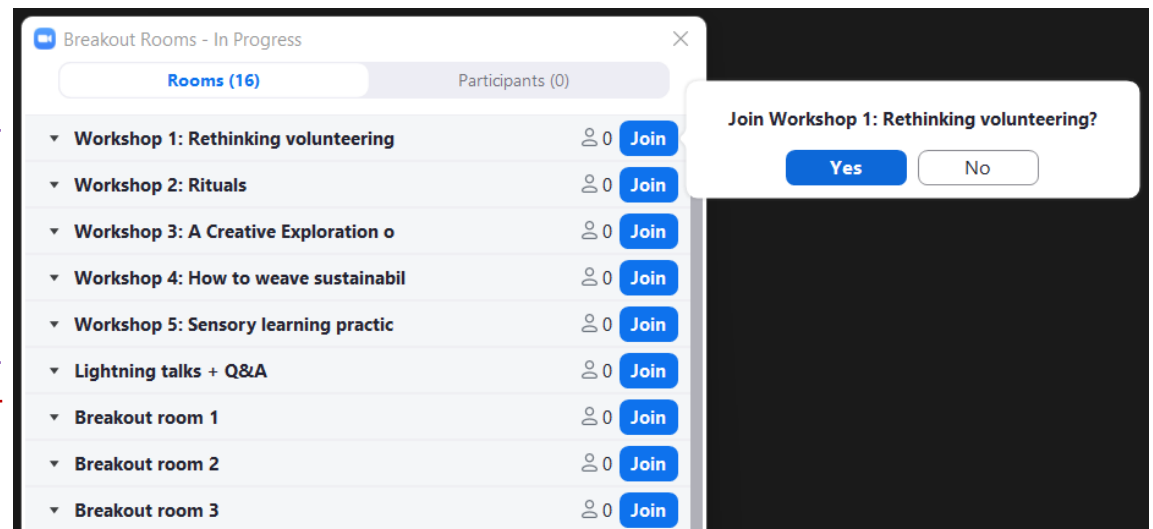 Breakout Rooms - In Progress
Rooms (16) Participants (0)
Join Workshop 1: Rethinking volunteering?
Yes No
Workshop 1: Rethinking volunteering 0 Join
Workshop 2: Rituals 0 Join
Workshop 3: A Creative Exploration o 0 Join
Workshop 4: How to weave sustainabil 0 Join
Workshop 5: Sensory learning practic 0 Join
Lightning talks + Q&A 0 Join
Breakout room 1 0 Join
Breakout room 2 0 Join
Breakout room 3 0 Join